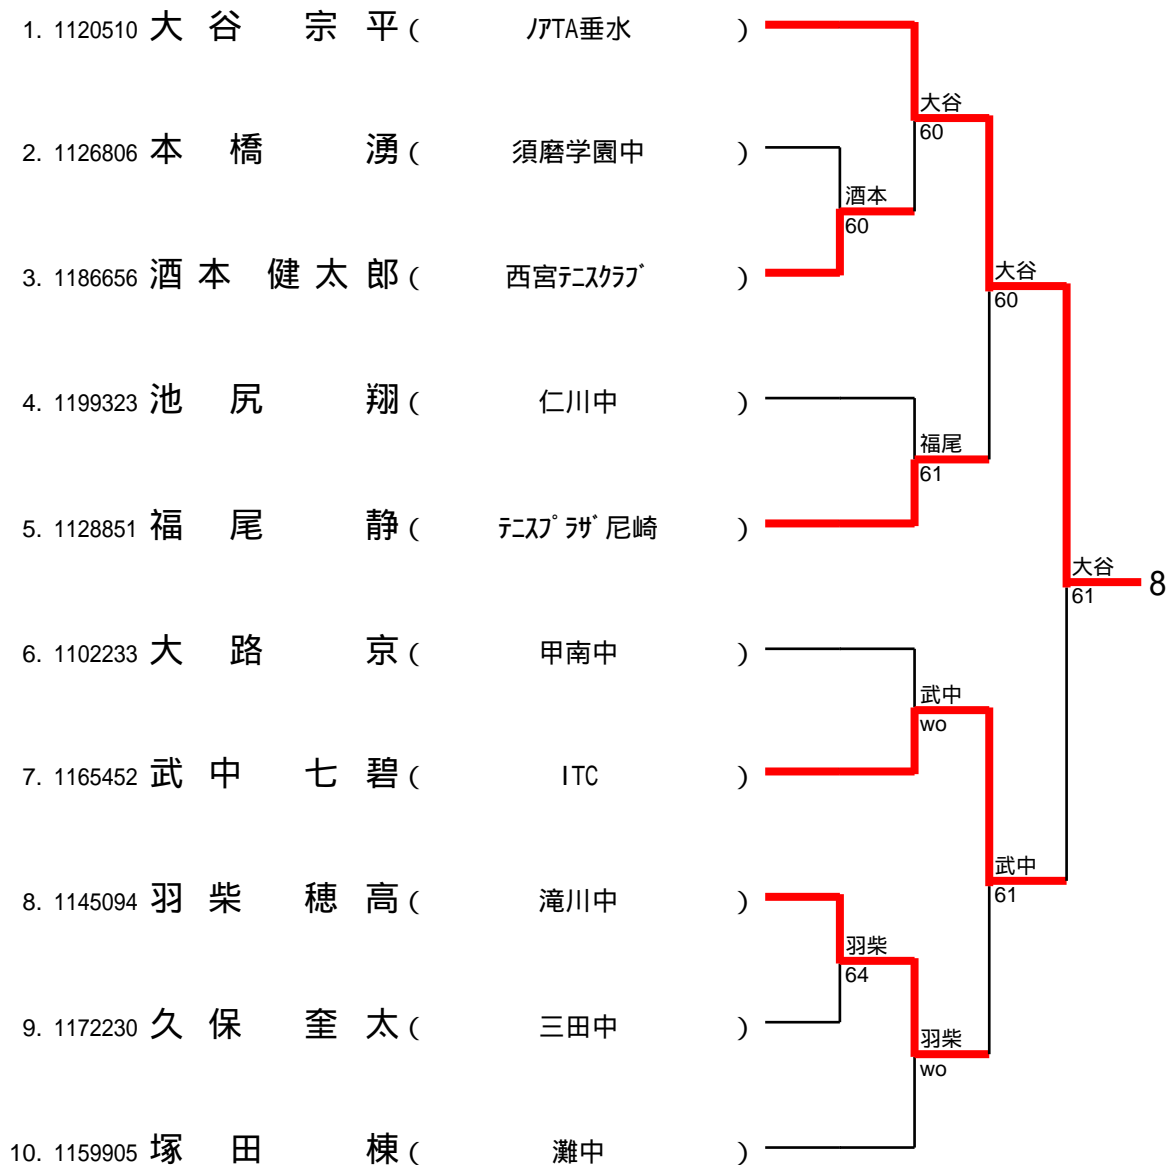 1. 1120510 大谷 宗平 ( ﾉｱTA垂水 )
大谷
60
2. 1126806 本橋 湧 ( 須磨学園中 )
酒本
60
3. 1186656 酒本 健太郎 ( 西宮ﾃﾆｽｸﾗﾌﾞ )
大谷
60
4. 1199323 池尻 翔 ( 仁川中 )
福尾
61
5. 1128851 福尾 静 ( ﾃﾆｽﾌﾟﾗｻﾞ尼崎 )
大谷
61
8
6. 1102233 大路 京 ( 甲南中 )
武中
wo
7. 1165452 武中 七碧 ( ITC )
武中
61
8. 1145094 羽柴 穂高 ( 滝川中 )
羽柴
64
9. 1172230 久保 奎太 ( 三田中 )
羽柴
wo
10. 1159905 塚田 棟 ( 灘中 )